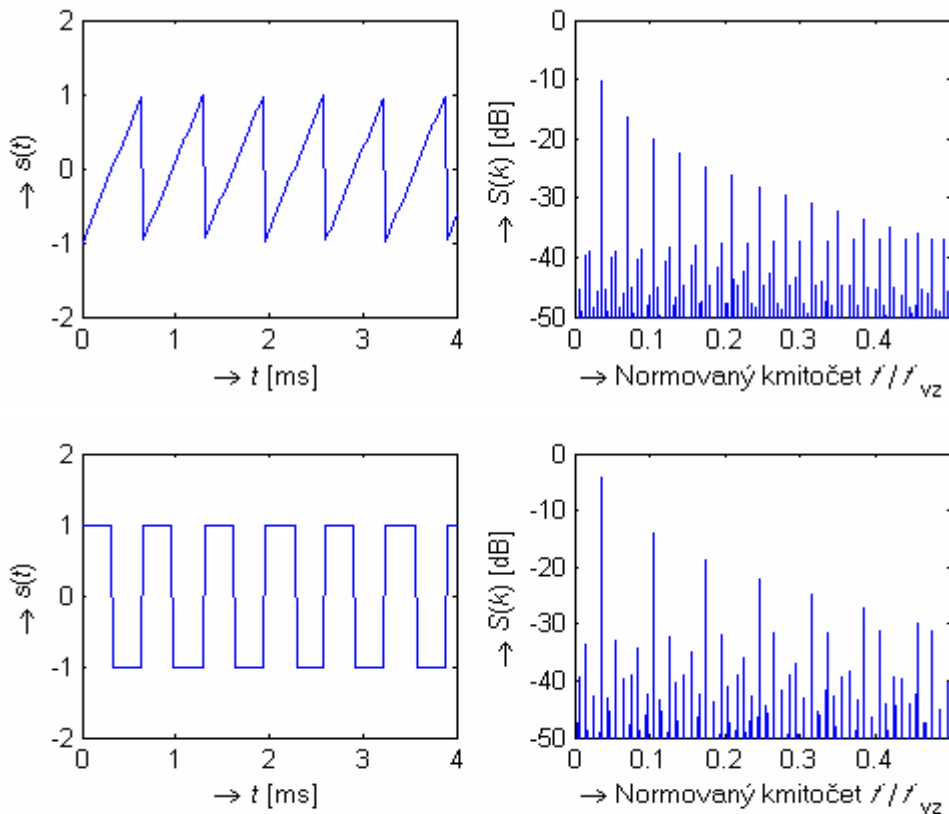 2
1
0
-1
-2
→ s(t)
0 1 2 3 4
→ t [ms]
0
-10
-20
-30
-40
-50
→ S(k) [dB]
0 0.1 0.2 0.3 0.4
→ Normovaný kmitočet f / f vz
2
1
0
-1
-2
→ s(t)
0 1 2 3 4
→ t [ms]
0
-10
-20
-30
-40
-50
→ S(k) [dB]
0 0.1 0.2 0.3 0.4
→ Normovaný kmitočet f / f vz